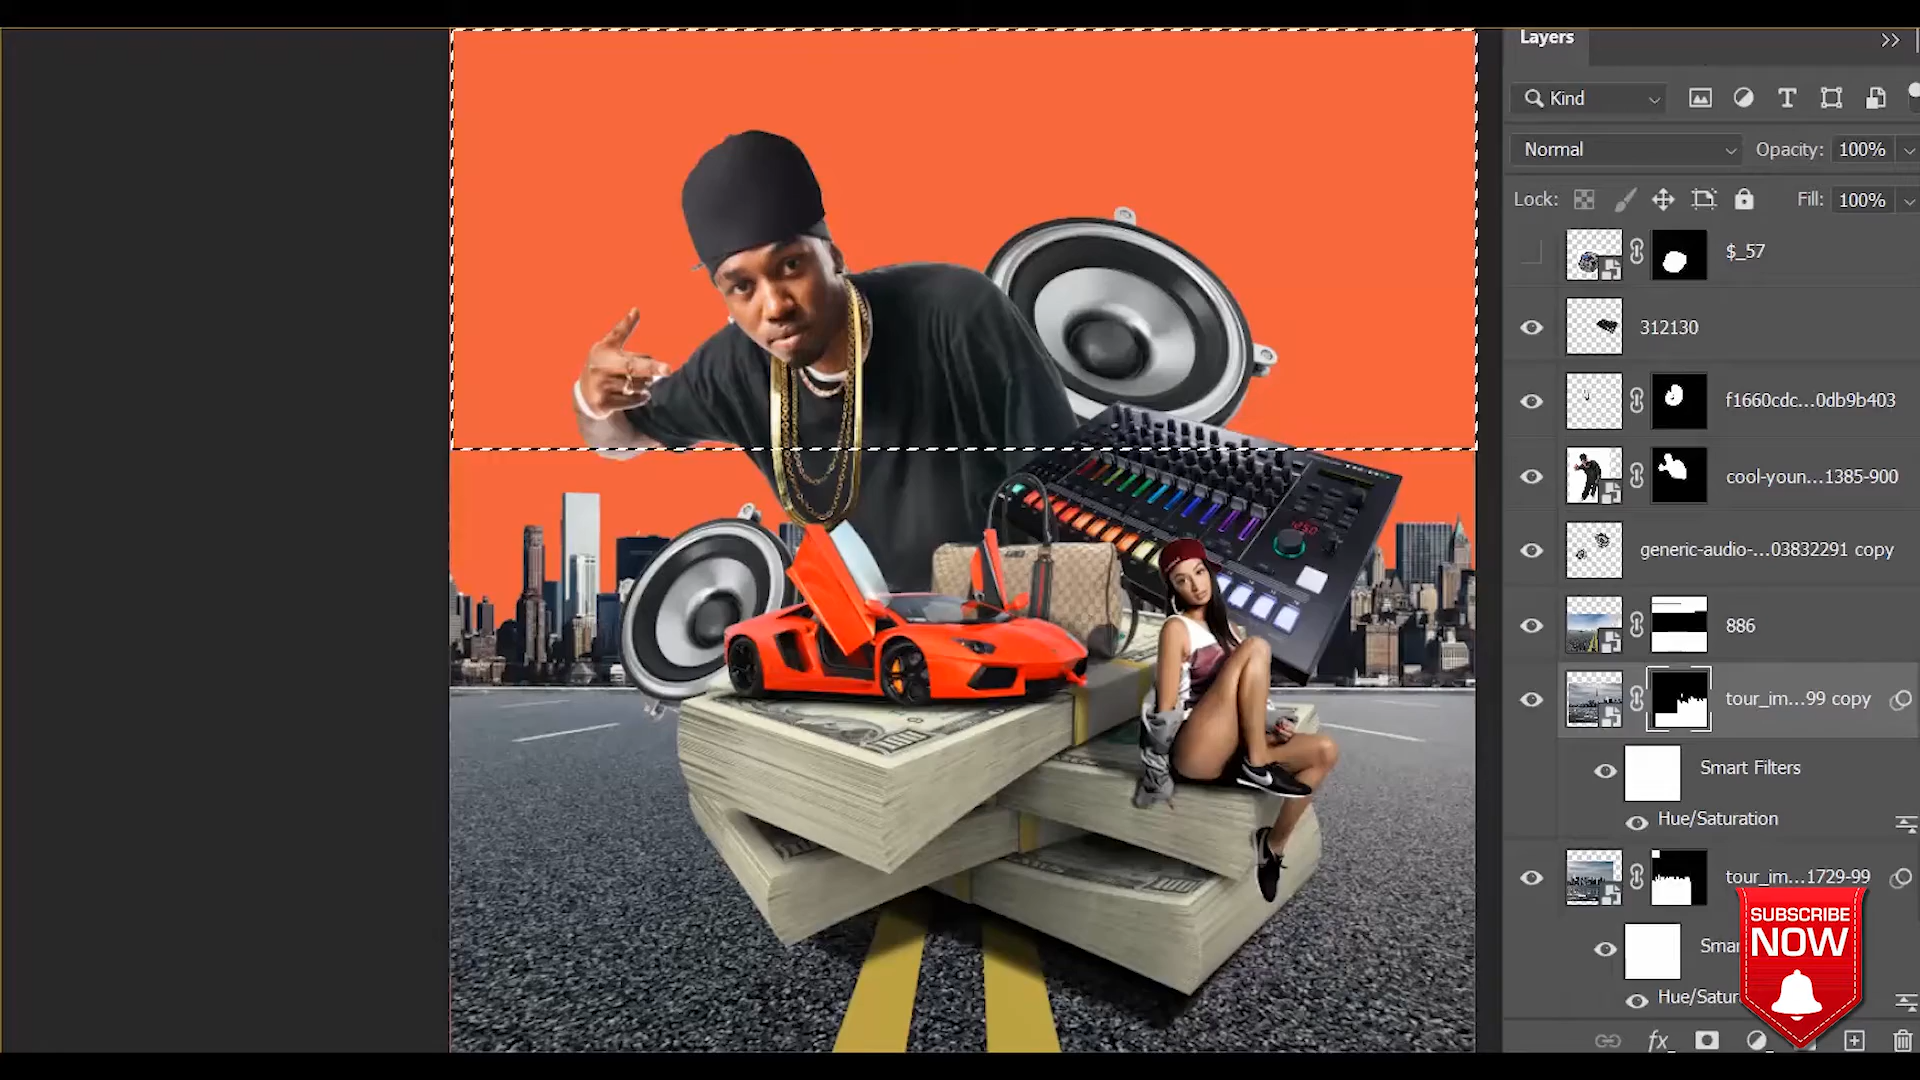 Layers
Kind
Normal
Opacity: 100%
Lock:
Fill: 100%
$_57
312130
f1660cdc...0db9b403
cool-youn...1385-900
generic-audio-...03832291 copy
886
tour_im...99 copy
Smart Filters
Hue/Saturation
tour_im...1729-99
Smar
Hue/Satur
fx
SUBSCRIBE
NOW